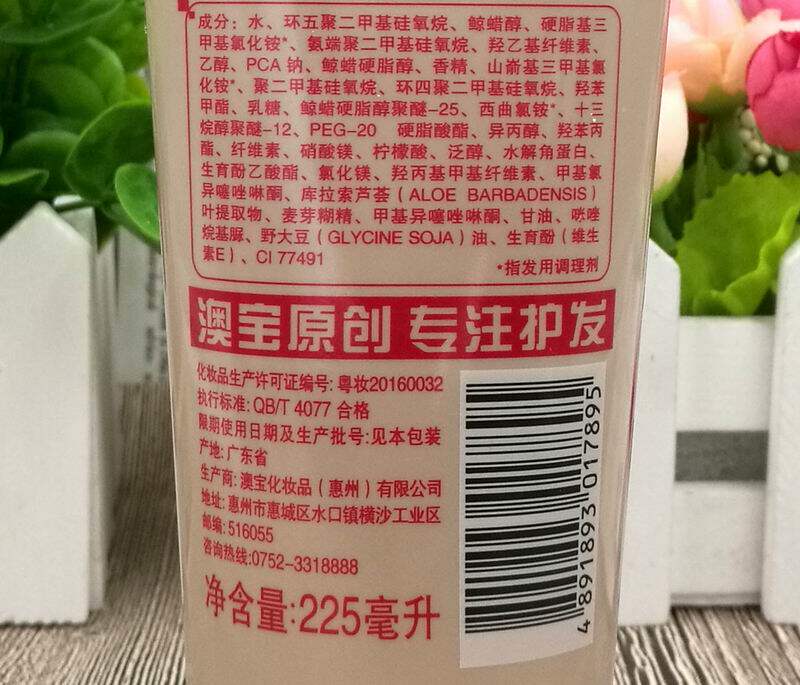 成分：水、环五聚二甲基硅氧烷、鲸蜡醇、硬脂基三
甲基氯化铵*、氨端聚二甲基硅氧烷、羟乙基纤维素、
乙醇、PCA 钠、鲸蜡硬脂醇、香精、山嵛基三甲基氯
化铵*、聚二甲基硅氧烷、环四聚二甲基硅氧烷、羟苯
甲酯、乳糖、鲸蜡硬脂醇聚醚-25、西曲氯铵*、十三
烷醇聚醚-12、PEG-20 硬脂酸酯、异丙醇、羟苯丙
酯、纤维素、硝酸镁、柠檬酸、泛醇、水解角蛋白、
生育酚乙酸酯、氯化镁、羟丙基甲基纤维素、甲基氯
异噻唑啉酮、库拉索芦荟（ALOE BARBADENSIS）
叶提取物、麦芽糊精、甲基异噻唑啉酮、甘油、咪唑
烷基脲、野大豆（GLYCINE SOJA）油、生育酚（维生
素E）、CI 77491
*指发用调理剂
澳宝原创 专注护发
化妆品生产许可证编号: 粤妆20160032
执行标准: QB/T 4077 合格
限期使用日期及生产批号:见本包装
产地: 广东省
生产商: 澳宝化妆品（惠州）有限公司
地址: 惠州市惠城区水口镇横沙工业区
邮编: 516055
咨询热线:0752-3318888
净含量:225毫升
4 891893 017895